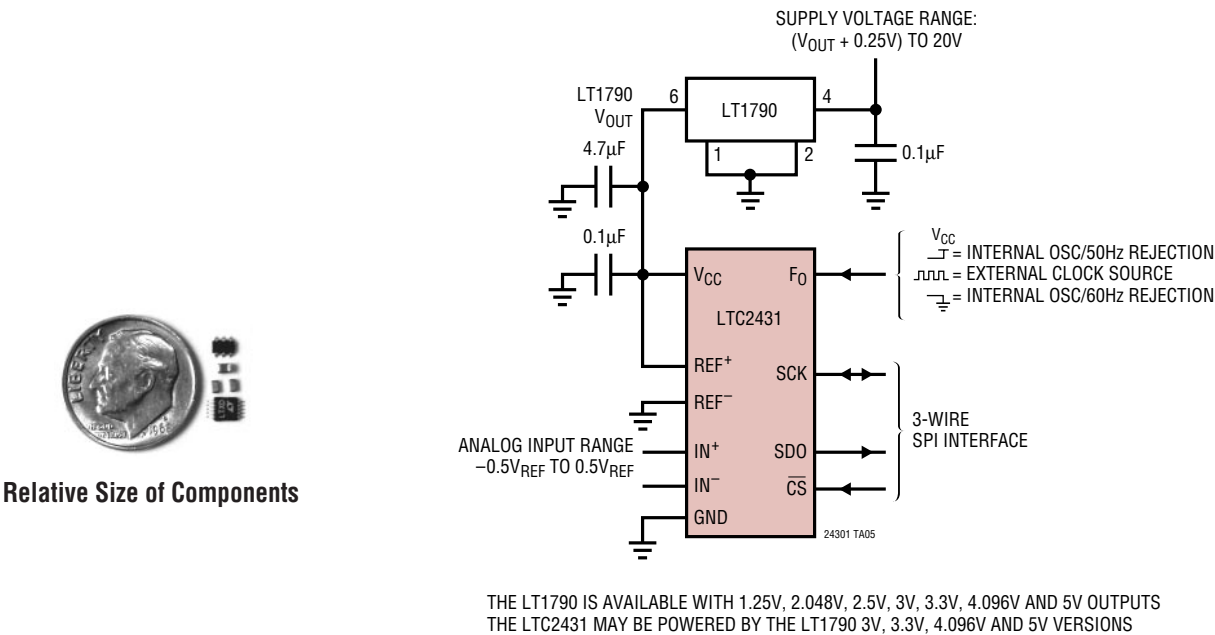 SUPPLY VOLTAGE RANGE:
(VOUT + 0.25V) TO 20V
LT1790
VOUT
6
LT1790
4
1
2
4.7µF
0.1µF
0.1µF
VCC
FO
LTC2431
REF+
SCK
REF–
IN+
SDO
IN–
CS
GND
ANALOG INPUT RANGE
–0.5VREF TO 0.5VREF
VCC
= INTERNAL OSC/50Hz REJECTION
= EXTERNAL CLOCK SOURCE
= INTERNAL OSC/60Hz REJECTION
3-WIRE
SPI INTERFACE
24301 TA05
LIBERTY
1988
Relative Size of Components
THE LT1790 IS AVAILABLE WITH 1.25V, 2.048V, 2.5V, 3V, 3.3V, 4.096V AND 5V OUTPUTS
THE LTC2431 MAY BE POWERED BY THE LT1790 3V, 3.3V, 4.096V AND 5V VERSIONS